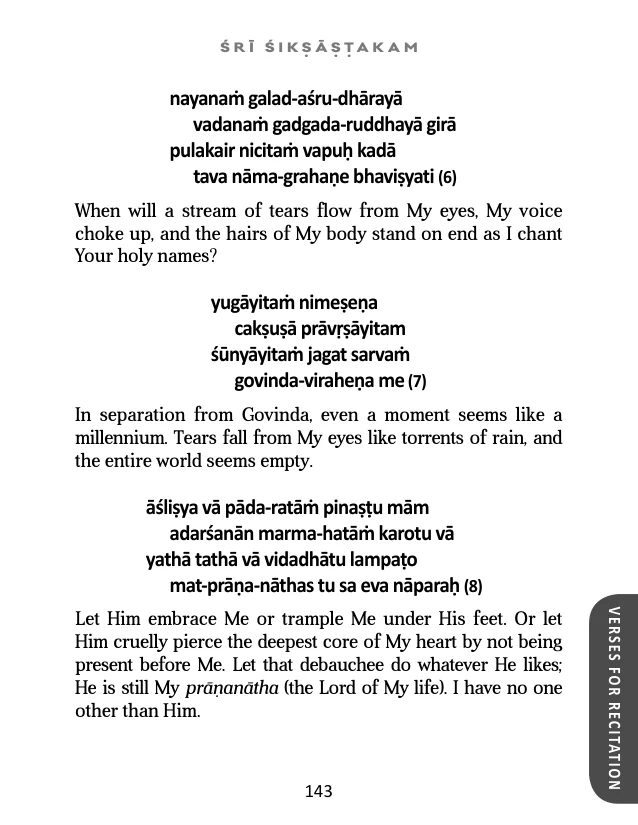 ŚRĪ ŚIKṢĀṢṬAKAM
nayanaṁ galad-aśru-dhārayā
vadanaṁ gadgada-ruddhayā girā
pulakair nicitaṁ vapuḥ kadā
tava nāma-grahaṇe bhaviṣyati (6)
When will a stream of tears flow from My eyes, My voice
choke up, and the hairs of My body stand on end as I chant
Your holy names?
yugāyitaṁ nimeṣeṇa
cakṣuṣā prāvṛṣāyitam
śūnyāyitaṁ jagat sarvaṁ
govinda-viraheṇa me (7)
In separation from Govinda, even a moment seems like a
millennium. Tears fall from My eyes like torrents of rain, and
the entire world seems empty.
āśliṣya vā pāda-ratāṁ pinaṣṭu mām
adarśanān marma-hatāṁ karotu vā
yathā tathā vā vidadhātu lampaṭo
mat-prāṇa-nāthas tu sa eva nāparaḥ (8)
Let Him embrace Me or trample Me under His feet. Or let
Him cruelly pierce the deepest core of My heart by not being
present before Me. Let that debauchee do whatever He likes;
He is still My prāṇanātha (the Lord of My life). I have no one
other than Him.
VERSES FOR RECITATION
143